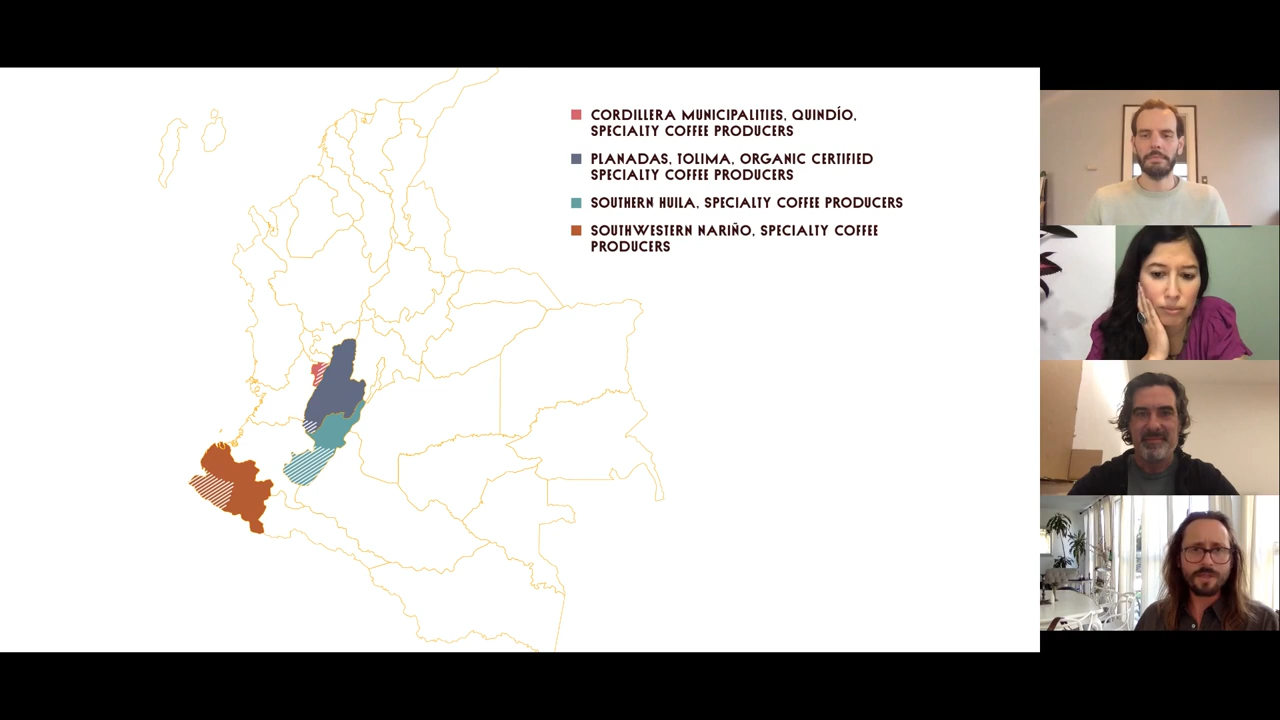 CORDILLERA MUNICIPALITIES, QUINDÍO,
SPECIALTY COFFEE PRODUCERS
PLANADAS, TOLIMA, ORGANIC CERTIFIED
SPECIALTY COFFEE PRODUCERS
SOUTHERN HUILA, SPECIALTY COFFEE PRODUCERS
SOUTHWESTERN NARIÑO, SPECIALTY COFFEE
PRODUCERS